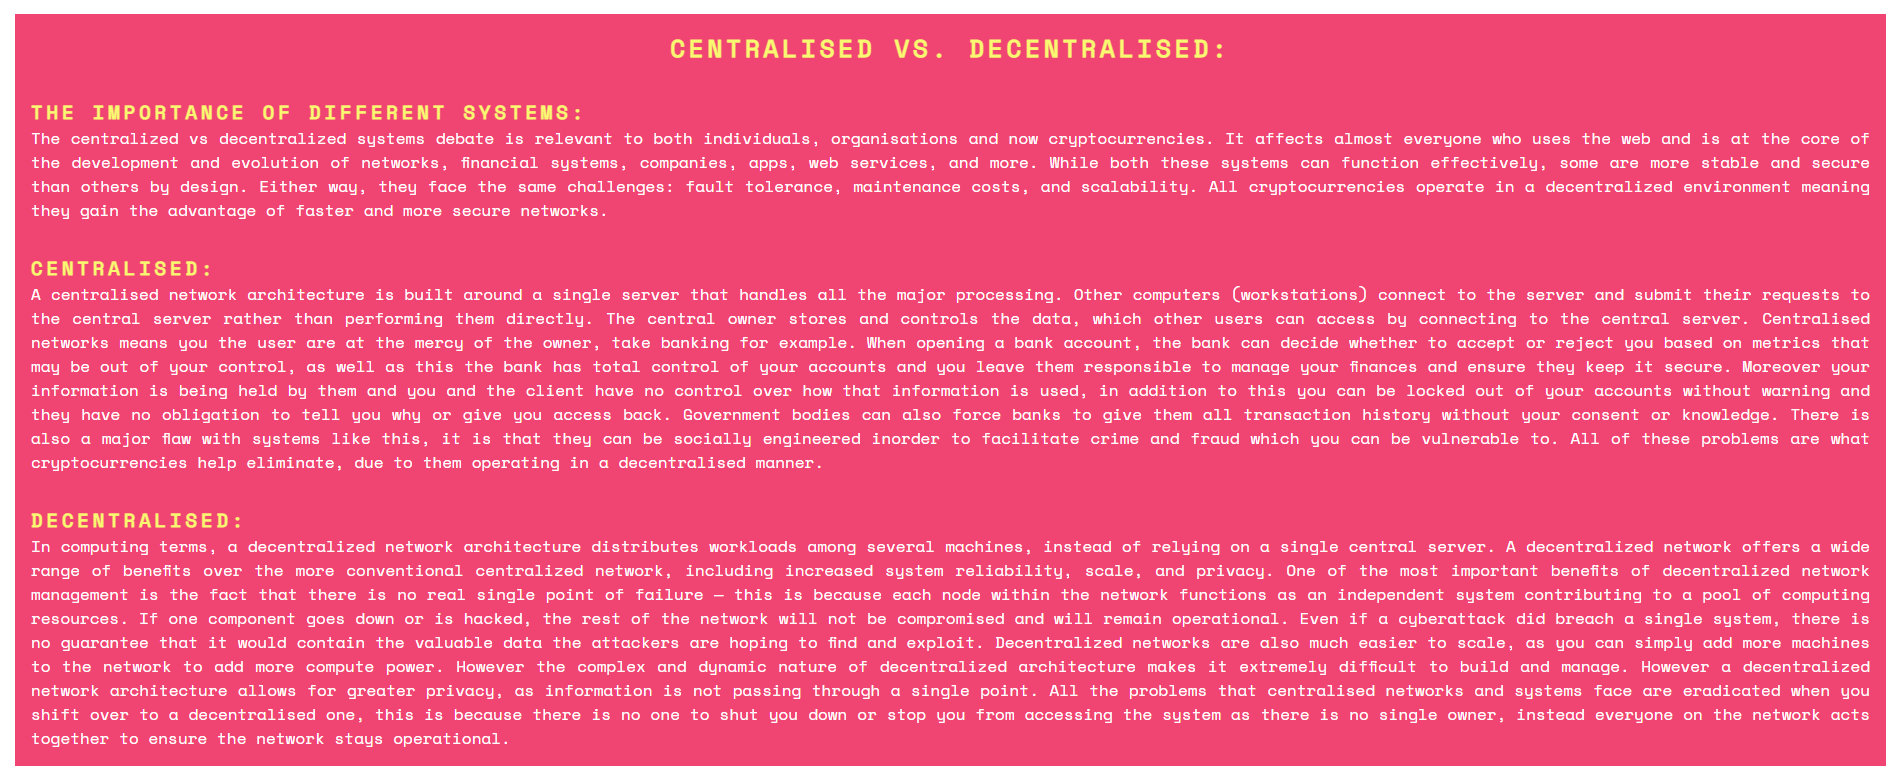 CENTRALISED VS. DECENTRALISED:
THE IMPORTANCE OF DIFFERENT SYSTEMS:
The centralized vs decentralized systems debate is relevant to both individuals, organisations and now cryptocurrencies. It affects almost everyone who uses the web and is at the core of
the development and evolution of networks, financial systems, companies, apps, web services, and more. While both these systems can function effectively, some are more stable and secure
than others by design. Either way, they face the same challenges: fault tolerance, maintenance costs, and scalability. All cryptocurrencies operate in a decentralized environment meaning
they gain the advantage of faster and more secure networks.
CENTRALISED:
A centralised network architecture is built around a single server that handles all the major processing. Other computers (workstations) connect to the server and submit their requests to
the central server rather than performing them directly. The central owner stores and controls the data, which other users can access by connecting to the central server. Centralised
networks means you the user are at the mercy of the owner, take banking for example. When opening a bank account, the bank can decide whether to accept or reject you based on metrics that
may be out of your control, as well as this the bank has total control of your accounts and you leave them responsible to manage your finances and ensure they keep it secure. Moreover your
information is being held by them and you and the client have no control over how that information is used, in addition to this you can be locked out of your accounts without warning and
they have no obligation to tell you why or give you access back. Government bodies can also force banks to give them all transaction history without your consent or knowledge. There is
also a major flaw with systems like this, it is that they can be socially engineered inorder to facilitate crime and fraud which you can be vulnerable to. All of these problems are what
cryptocurrencies help eliminate, due to them operating in a decentralised manner.
DECENTRALISED:
In computing terms, a decentralized network architecture distributes workloads among several machines, instead of relying on a single central server. A decentralized network offers a wide
range of benefits over the more conventional centralized network, including increased system reliability, scale, and privacy. One of the most important benefits of decentralized network
management is the fact that there is no real single point of failure – this is because each node within the network functions as an independent system contributing to a pool of computing
resources. If one component goes down or is hacked, the rest of the network will not be compromised and will remain operational. Even if a cyberattack did breach a single system, there is
no guarantee that it would contain the valuable data the attackers are hoping to find and exploit. Decentralized networks are also much easier to scale, as you can simply add more machines
to the network to add more compute power. However the complex and dynamic nature of decentralized architecture makes it extremely difficult to build and manage. However a decentralized
network architecture allows for greater privacy, as information is not passing through a single point. All the problems that centralised networks and systems face are eradicated when you
shift over to a decentralised one, this is because there is no one to shut you down or stop you from accessing the system as there is no single owner, instead everyone on the network acts
together to ensure the network stays operational.